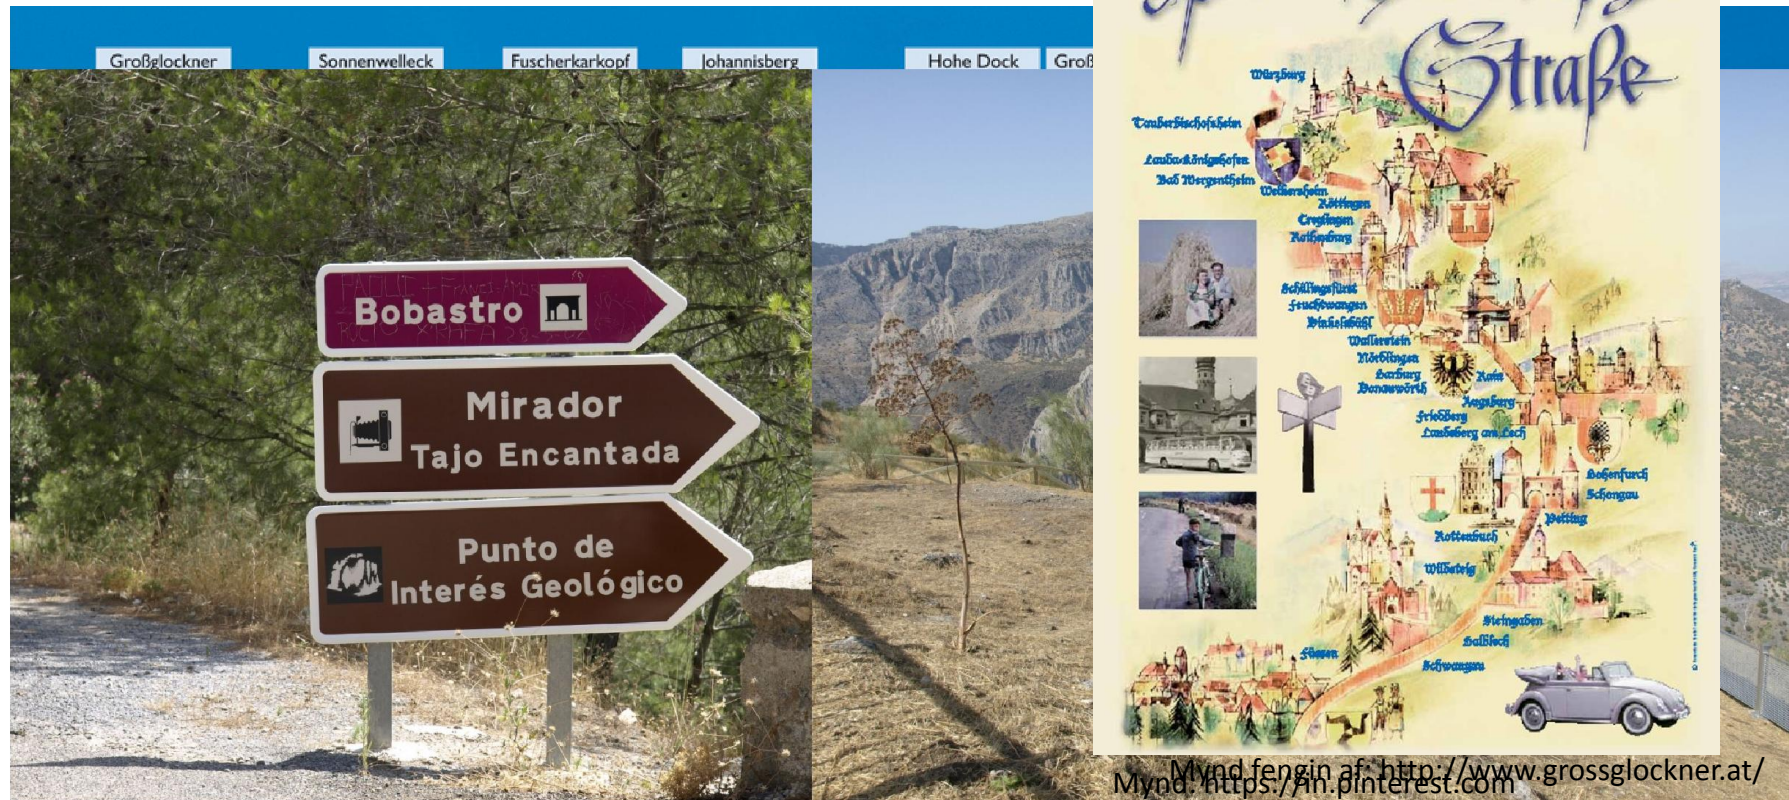 Großglockner
Sonnenwelleck
Fuscherkarkopf
Johannisberg
Hohe Dock
Groß
Bobastro
Mirador
Tajo Encantada
Punto de
Interés Geológico
Straße
Würzburg
Tauberbischofsheim
Lauda-Königshofen
Bad Mergentheim
Weikersheim
Röttingen
Creglingen
Rothenburg
Schillingsfürst
Feuchtwangen
Dinkelsbühl
Wallerstein
Nördlingen
Harburg
Donauwörth
Rain
Augsburg
Friedberg
Landsberg am Lech
Hohenfurch
Schongau
Peiting
Rottenbuch
Wildsteig
Steingaden
Halblech
Schwangau
Füssen
Mynd fengin af: http://www.grossglockner.at/
Mynd: https://in.pinterest.com